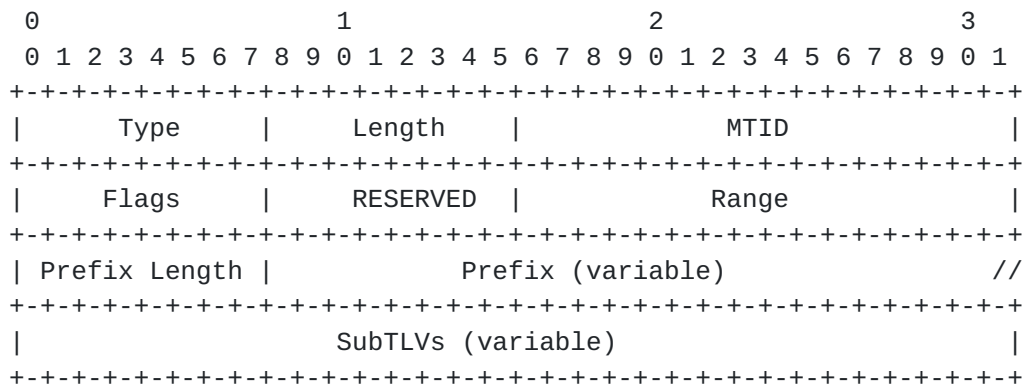 0                   1                   2                   3
 0 1 2 3 4 5 6 7 8 9 0 1 2 3 4 5 6 7 8 9 0 1 2 3 4 5 6 7 8 9 0 1
+-+-+-+-+-+-+-+-+-+-+-+-+-+-+-+-+-+-+-+-+-+-+-+-+-+-+-+-+-+-+-+-+
|      Type     |     Length    |             MTID              |
+-+-+-+-+-+-+-+-+-+-+-+-+-+-+-+-+-+-+-+-+-+-+-+-+-+-+-+-+-+-+-+-+
|     Flags     |     RESERVED  |            Range              |
+-+-+-+-+-+-+-+-+-+-+-+-+-+-+-+-+-+-+-+-+-+-+-+-+-+-+-+-+-+-+-+-+
| Prefix Length |            Prefix (variable)                 //
+-+-+-+-+-+-+-+-+-+-+-+-+-+-+-+-+-+-+-+-+-+-+-+-+-+-+-+-+-+-+-+-+
|                    SubTLVs (variable)                         |
+-+-+-+-+-+-+-+-+-+-+-+-+-+-+-+-+-+-+-+-+-+-+-+-+-+-+-+-+-+-+-+-+